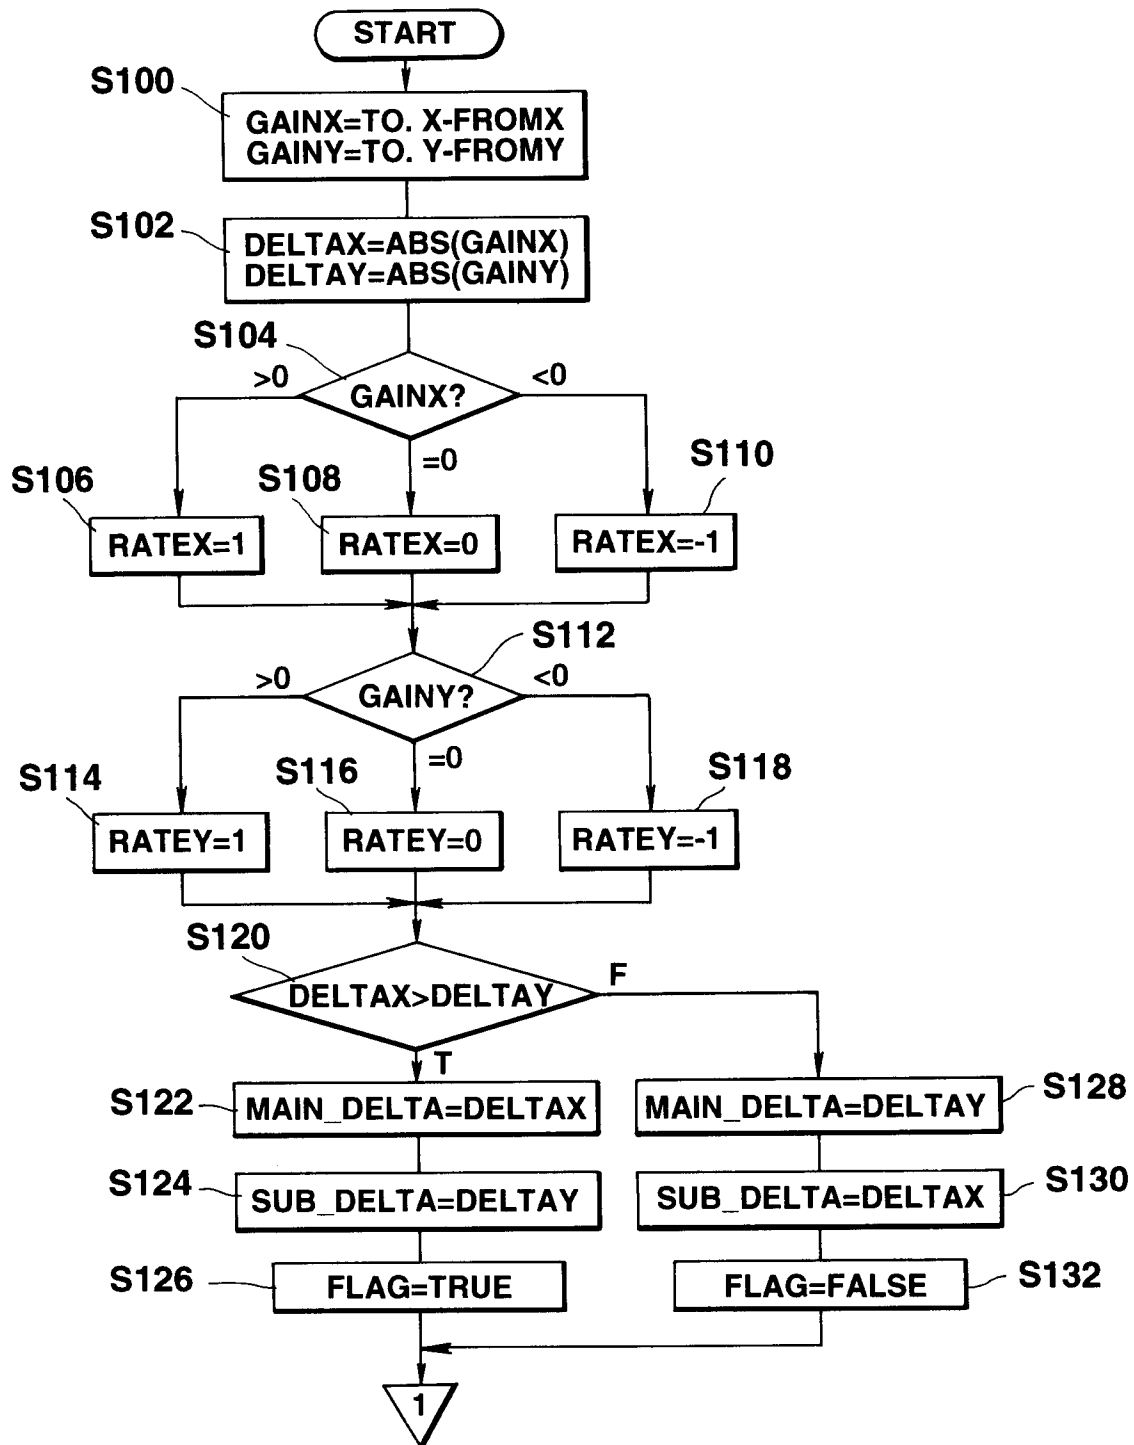 START
S100
GAINX=TO. X-FROMX
GAINY=TO. Y-FROMY
S102
DELTAX=ABS(GAINX)
DELTAY=ABS(GAINY)
S104
>0
GAINX?
<0
=0
S106
S108
S110
RATEX=1
RATEX=0
RATEX=-1
S112
>0
GAINY?
<0
=0
S114
S116
S118
RATEY=1
RATEY=0
RATEY=-1
S120
DELTAX>DELTAY
F
T
S122
MAIN_DELTA=DELTAX
MAIN_DELTA=DELTAY
S128
S124
SUB_DELTA=DELTAY
SUB_DELTA=DELTAX
S130
S126
FLAG=TRUE
FLAG=FALSE
S132
1